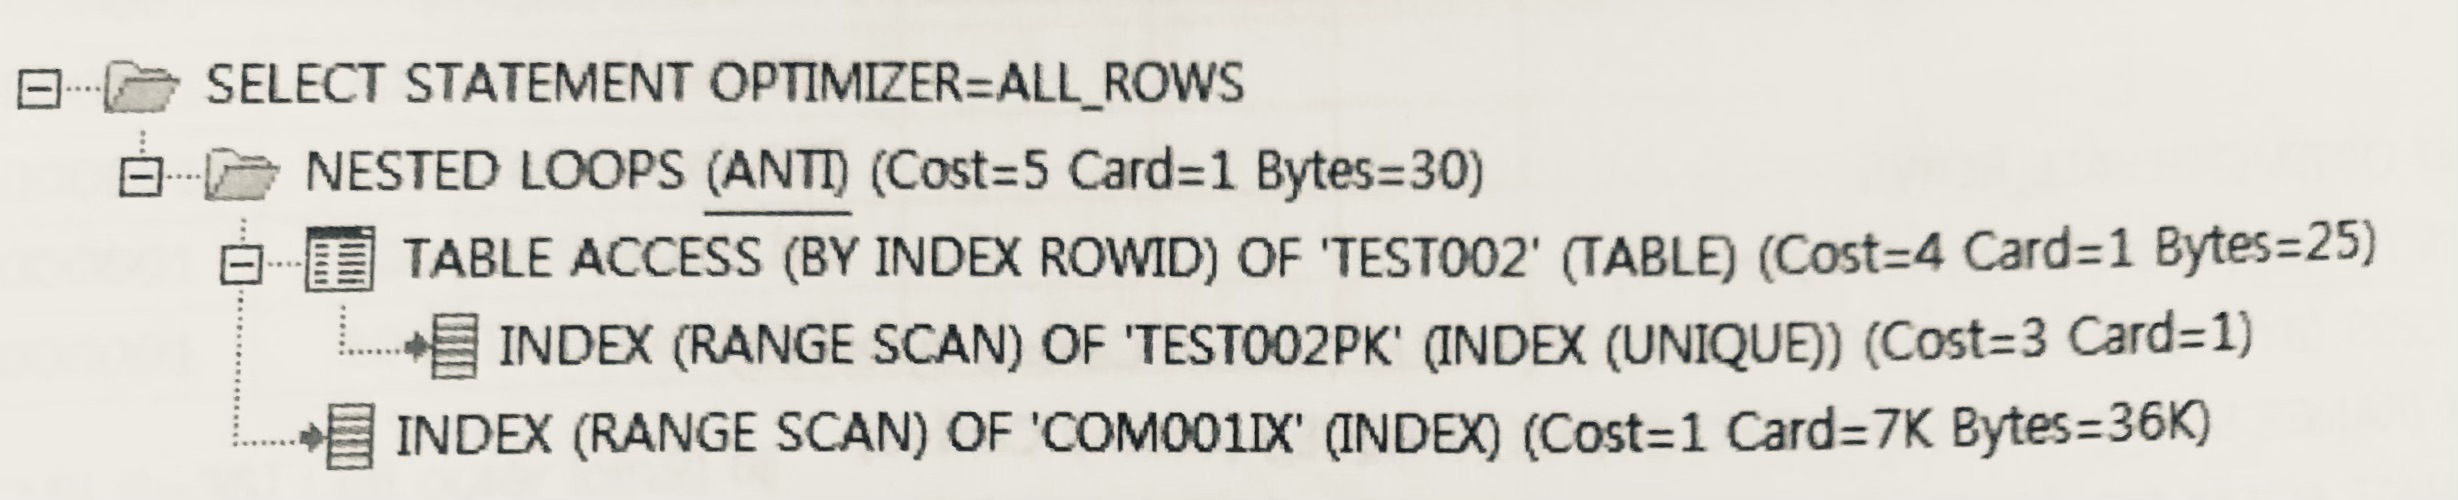 SELECT STATEMENT OPTIMIZER=ALL_ROWS
NESTED LOOPS (ANTI) (Cost=5 Card=1 Bytes=30)
TABLE ACCESS (BY INDEX ROWID) OF 'TEST002' (TABLE) (Cost=4 Card=1 Bytes=25)
INDEX (RANGE SCAN) OF 'TEST002PK' (INDEX (UNIQUE)) (Cost=3 Card=1)
INDEX (RANGE SCAN) OF 'COM001IX' (INDEX) (Cost=1 Card=7K Bytes=36K)